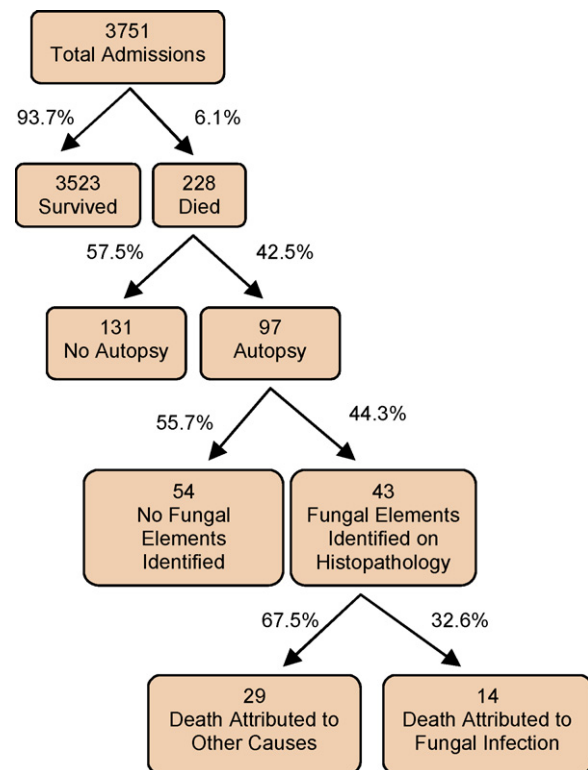 3751
Total Admissions
93.7%
6.1%
3523
Survived
228
Died
57.5%
42.5%
131
No Autopsy
97
Autopsy
55.7%
44.3%
54
No Fungal
Elements
Identified
43
Fungal Elements
Identified on
Histopathology
67.5%
32.6%
29
Death Attributed to
Other Causes
14
Death Attributed to
Fungal Infection